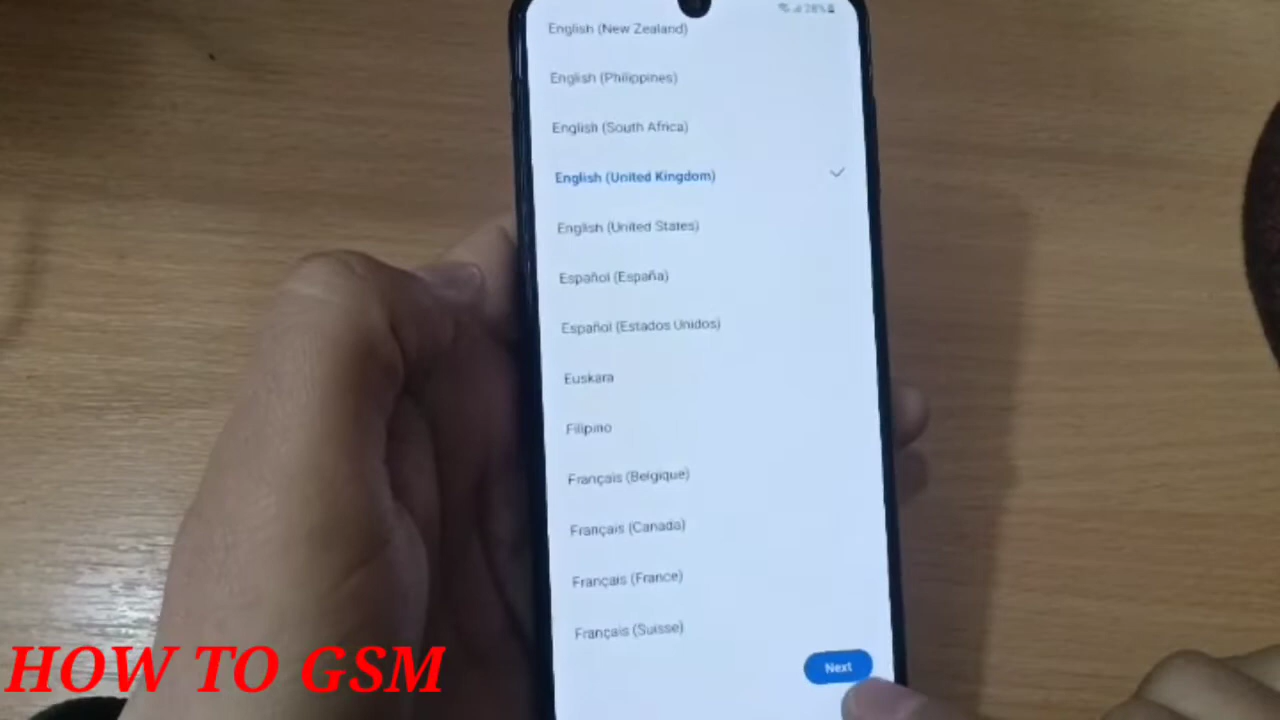 28%
English (New Zealand)
English (Philippines)
English (South Africa)
English (United Kingdom)
English (United States)
Español (España)
Español (Estados Unidos)
Euskara
Filipino
Français (Belgique)
Français (Canada)
Français (France)
Français (Suisse)
Next
HOW TO GSM